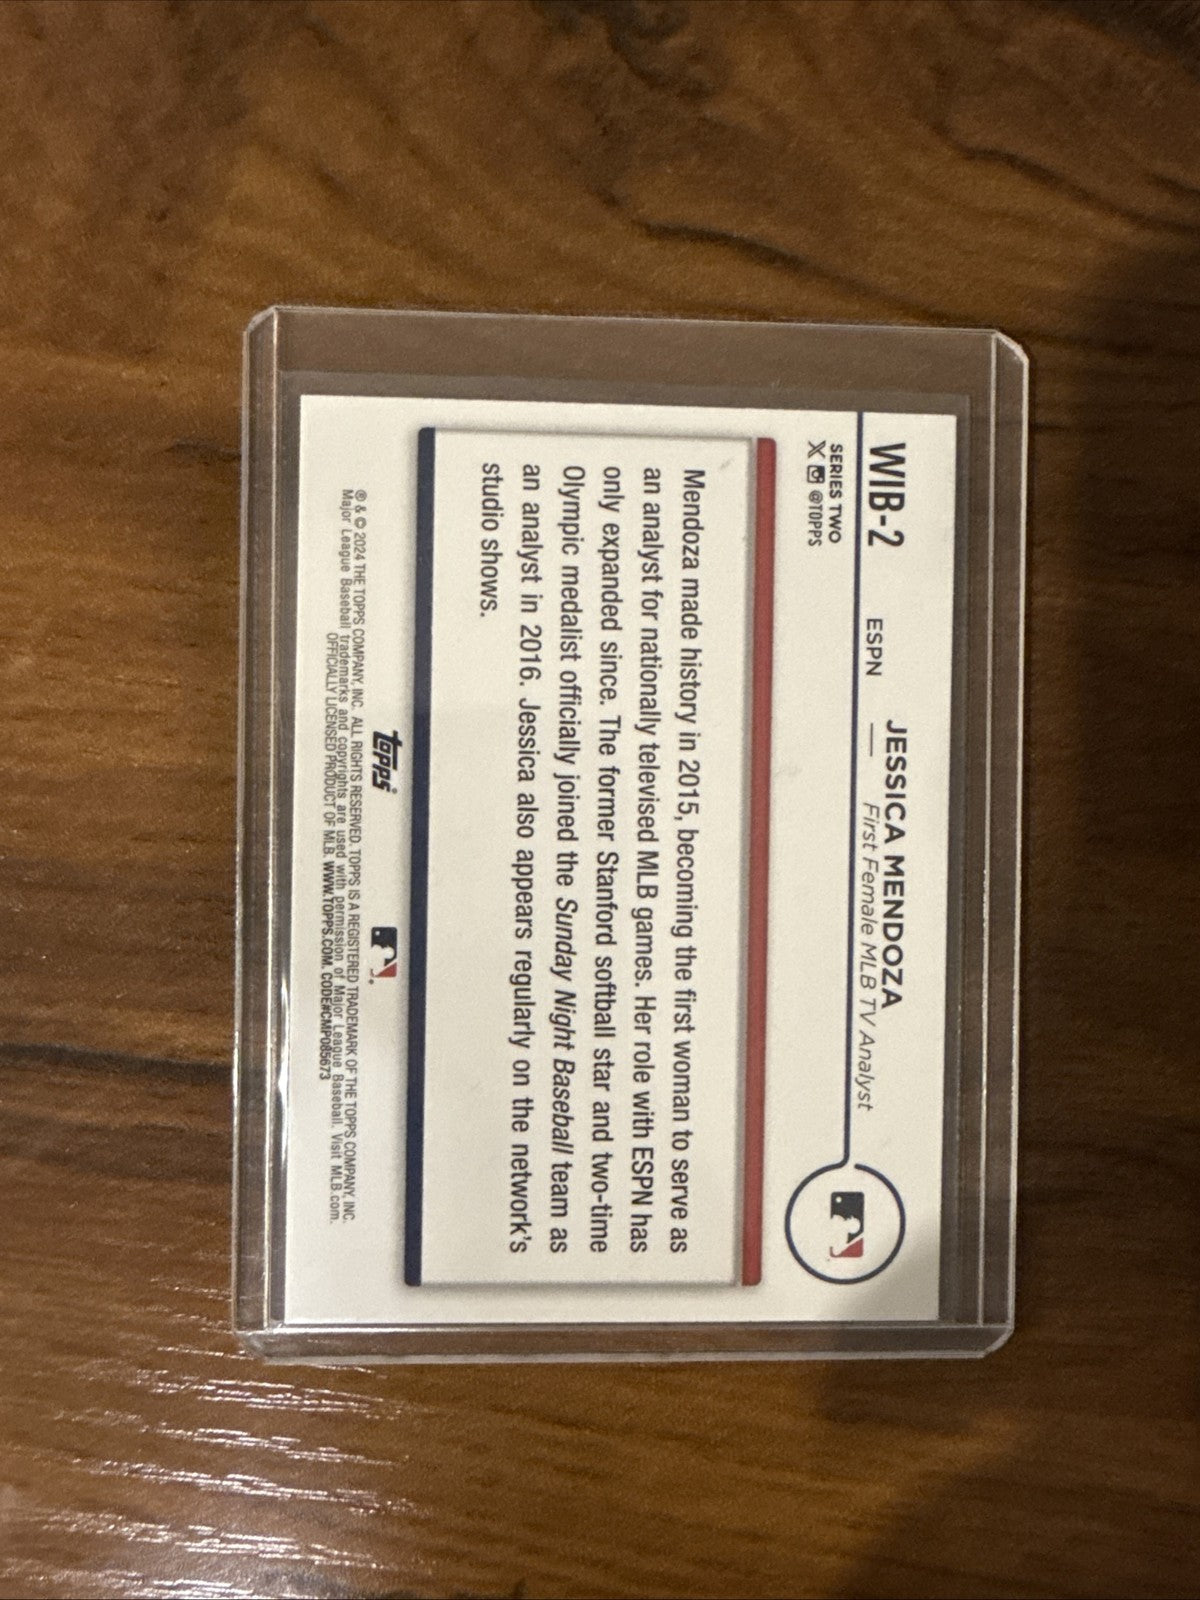 WIB-2
JESSICA MENDOZA
ESPN — First Female MLB TV Analyst
SERIES TWO
X @TOPPS
Mendoza made history in 2015, becoming the first woman to serve as
an analyst for nationally televised MLB games. Her role with ESPN has
only expanded since. The former Stanford softball star and two-time
Olympic medalist officially joined the Sunday Night Baseball team as
an analyst in 2016. Jessica also appears regularly on the network's
studio shows.
topps®
® & © 2024 THE TOPPS COMPANY, INC. ALL RIGHTS RESERVED. TOPPS IS A REGISTERED TRADEMARK OF THE TOPPS COMPANY, INC.
Major League Baseball trademarks and copyrights are used with permission of Major League Baseball. Visit MLB.com.
OFFICIALLY LICENSED PRODUCT OF MLB. WWW.TOPPS.COM. CODE#CMP085673